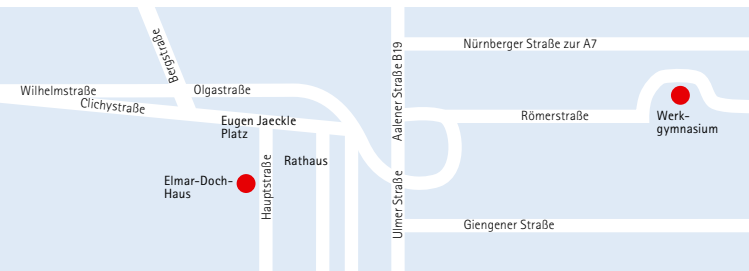 Bergstraße
Nürnberger Straße zur A7
Aalener Straße B19
Wilhelmstraße
Olgastraße
Clichystraße
Eugen Jaeckle
Platz
Römerstraße
Werk-
gymnasium
Rathaus
Hauptstraße
Elmar-Doch-
Haus
Ulmer Straße
Giengener Straße